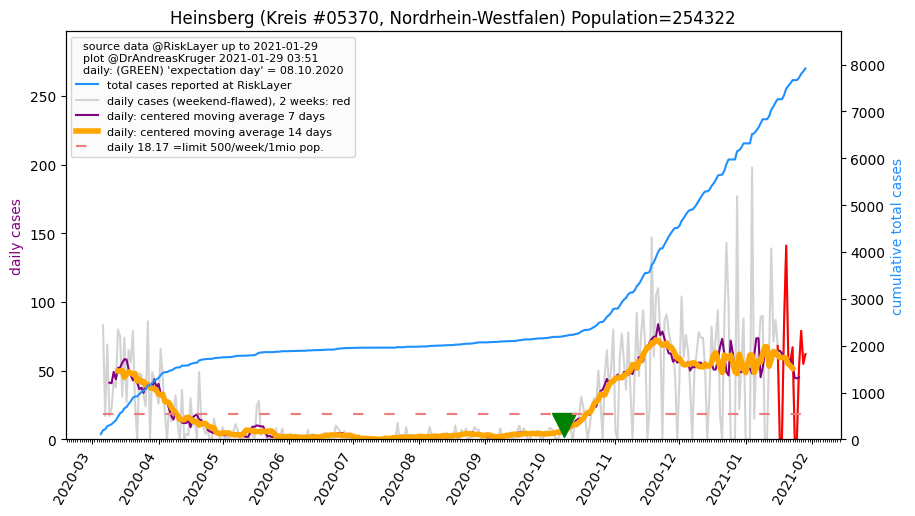 Heinsberg (Kreis #05370, Nordrhein-Westfalen) Population=254322
source data @RiskLayer up to 2021-01-29
plot @DrAndreasKruger 2021-01-29 03:51
daily: (GREEN) 'expectation day' = 08.10.2020
total cases reported at RiskLayer
daily cases (weekend-flawed), 2 weeks: red
daily: centered moving average 7 days
daily: centered moving average 14 days
daily 18.17 =limit 500/week/1mio pop.
daily cases
250
200
150
100
50
0
8000
7000
6000
5000
4000
3000
2000
1000
0
cumulative total cases
2020-03
2020-04
2020-05
2020-06
2020-07
2020-08
2020-09
2020-10
2020-11
2020-12
2021-01
2021-02